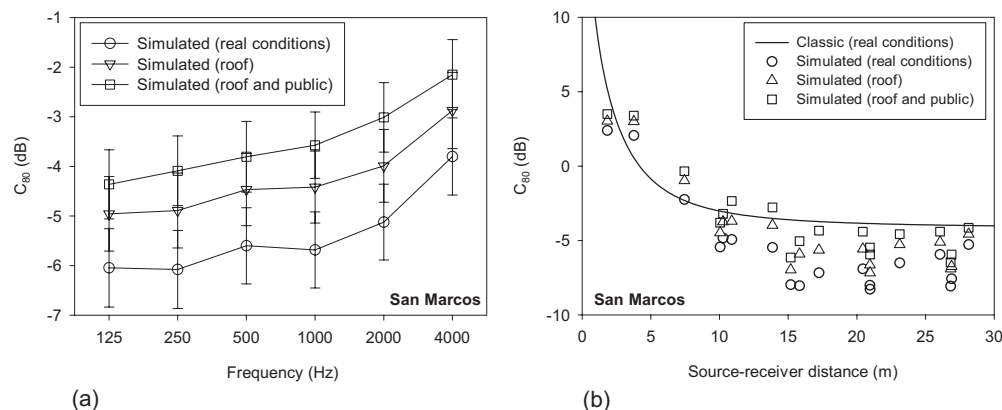 -1
-2
-3
-4
-5
-6
-7
C80 (dB)
Simulated (real conditions)
Simulated (roof)
Simulated (roof and public)
San Marcos
125 250 500 1000 2000 4000
Frequency (Hz)
(a)
10
5
0
-5
-10
C80 (dB)
Classic (real conditions)
Simulated (real conditions)
Simulated (roof)
Simulated (roof and public)
San Marcos
0 5 10 15 20 25 30
Source-receiver distance (m)
(b)